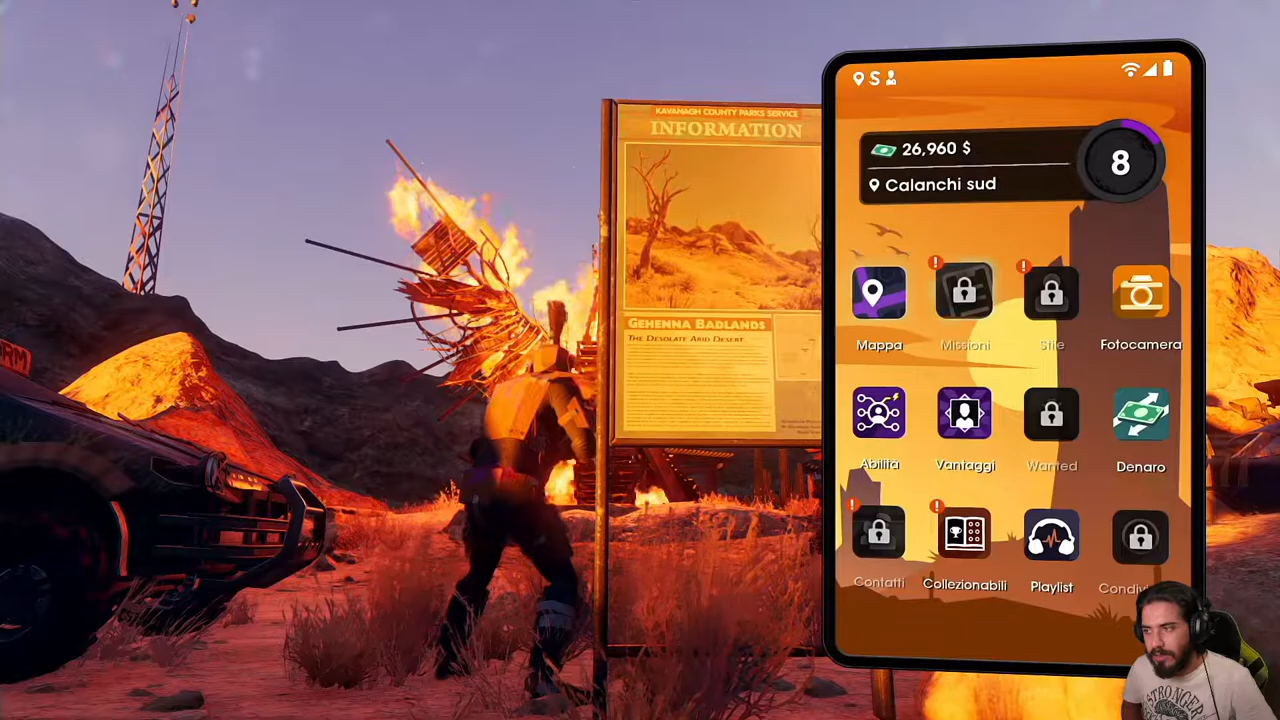 KAVANAGH COUNTY PARKS SERVICE
INFORMATION
GEHENNA BADLANDS
THE DESOLATE ARID DESERT
S
26,960 $
8
Calanchi sud
Mappa
Missioni
Stile
Fotocamera
Abilità
Vantaggi
Wanted
Denaro
Contatti
Collezionabili
Playlist
Condivi
STRONGER